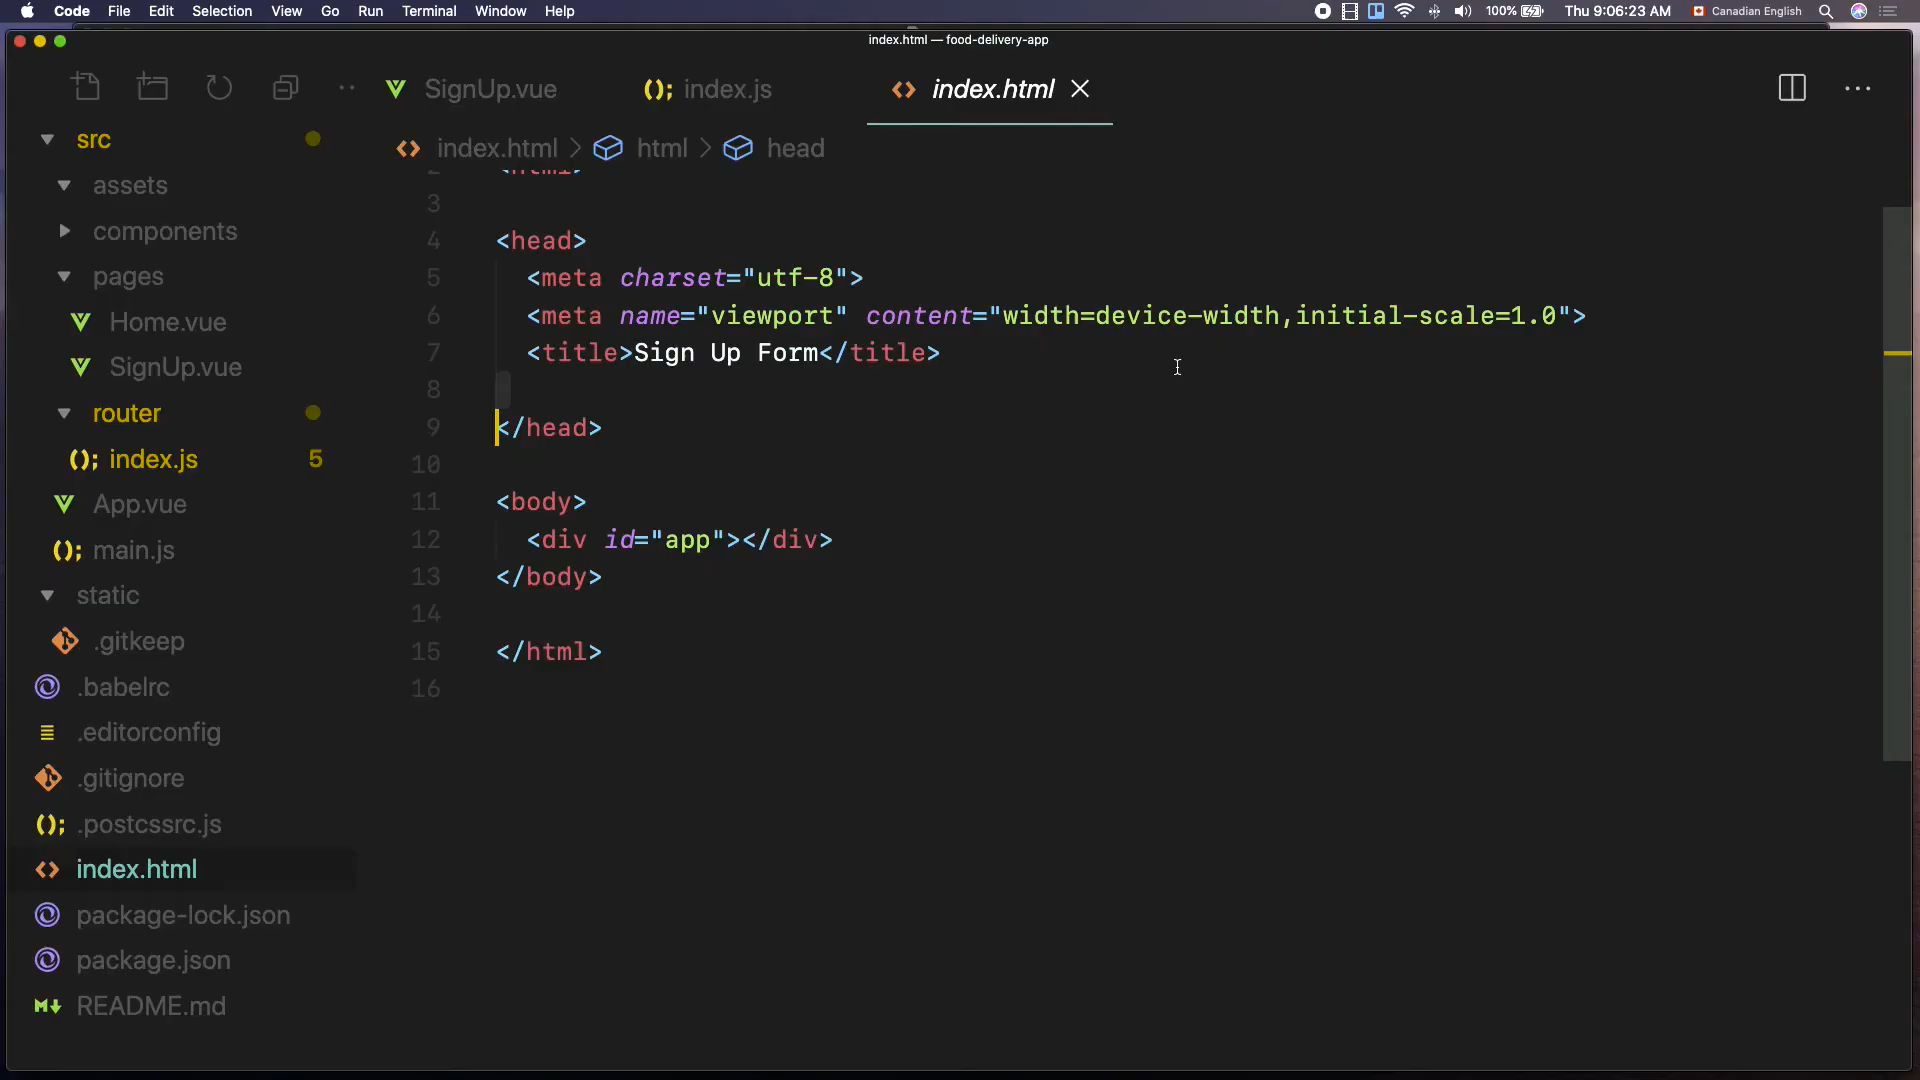 Code File Edit Selection View Go Run Terminal Window Help 100% Thu 9:06:23 AM Canadian English
index.html — food-delivery-app
SignUp.vue index.js index.html
index.html > html > head
src
assets
components
pages
Home.vue
SignUp.vue
router
index.js 5
App.vue
main.js
static
.gitkeep
.babelrc
.editorconfig
.gitignore
.postcssrc.js
index.html
package-lock.json
package.json
README.md
2 <html>
3
4 <head>
5 <meta charset="utf-8">
6 <meta name="viewport" content="width=device-width,initial-scale=1.0">
7 <title>Sign Up Form</title>
8
9 </head>
10
11 <body>
12 <div id="app"></div>
13 </body>
14
15 </html>
16